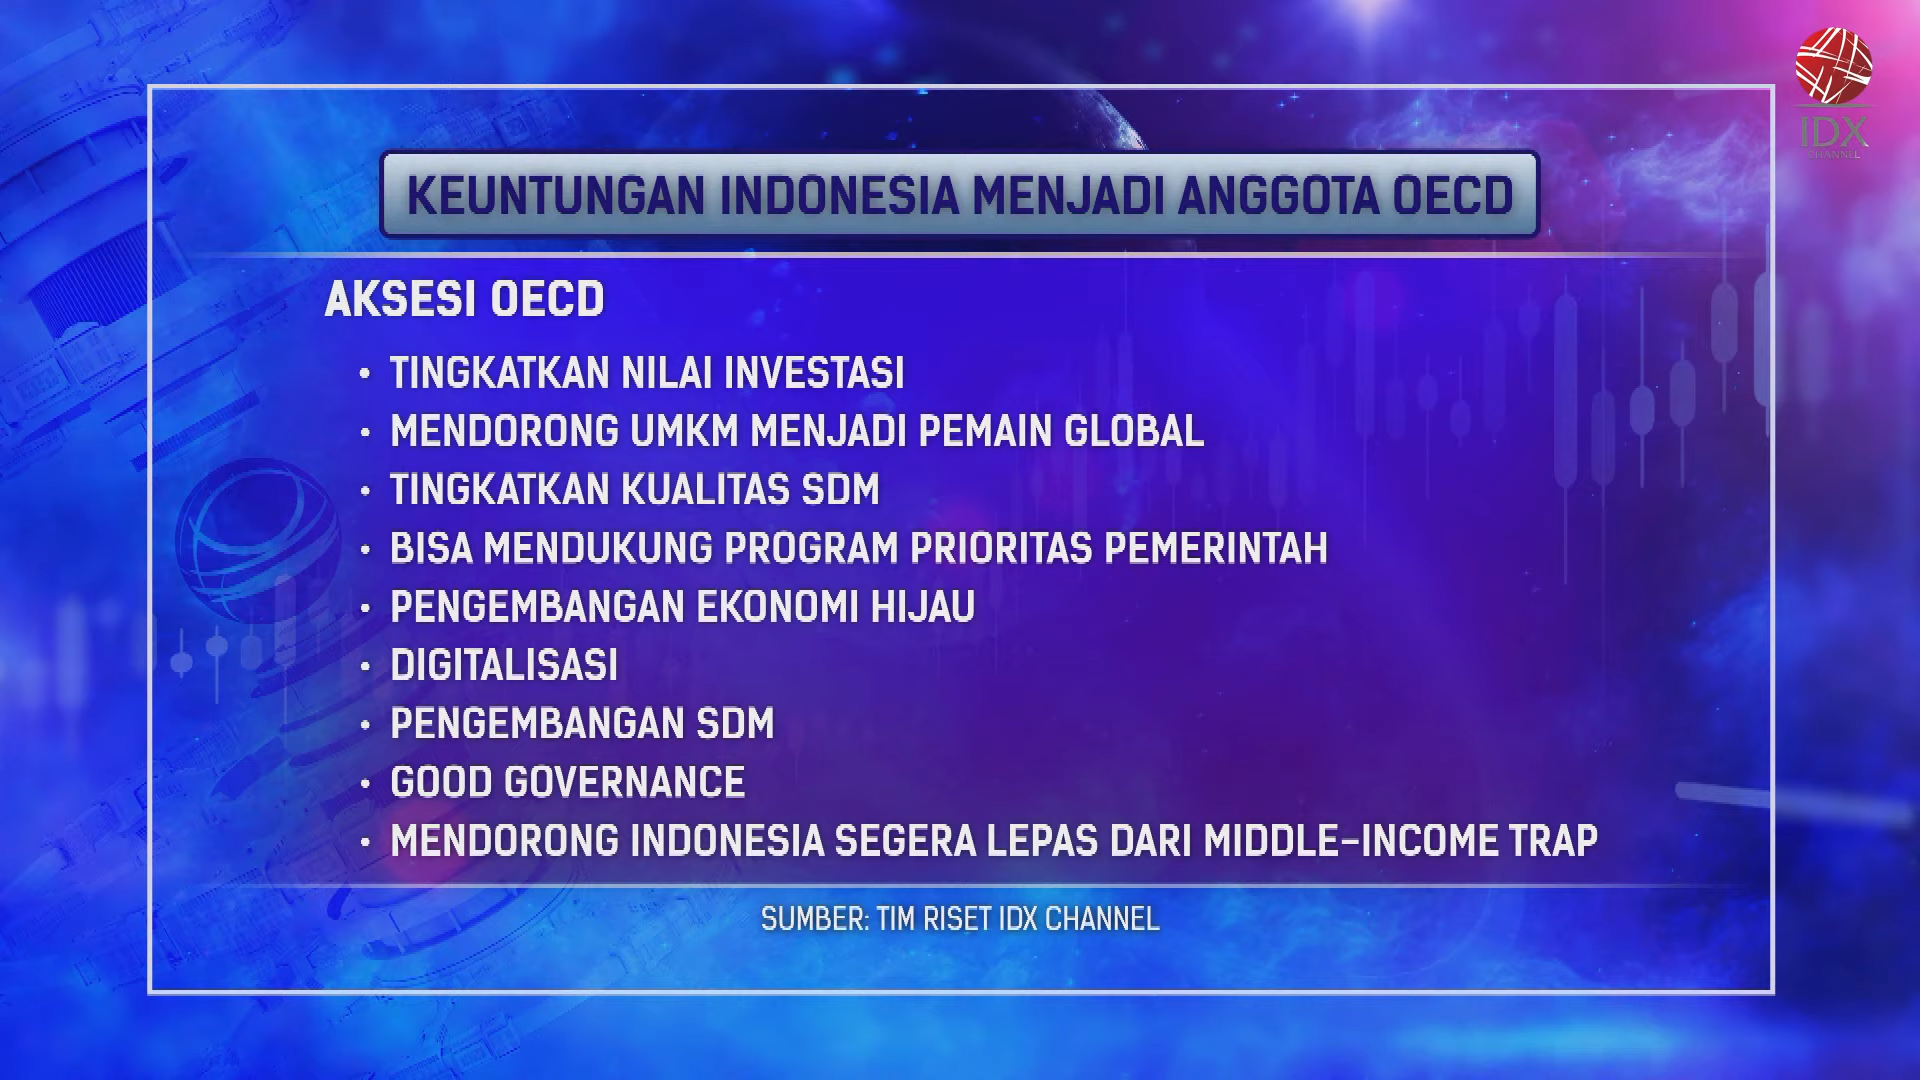 IDX
CHANNEL
KEUNTUNGAN INDONESIA MENJADI ANGGOTA OECD
AKSESI OECD
• TINGKATKAN NILAI INVESTASI
• MENDORONG UMKM MENJADI PEMAIN GLOBAL
• TINGKATKAN KUALITAS SDM
• BISA MENDUKUNG PROGRAM PRIORITAS PEMERINTAH
• PENGEMBANGAN EKONOMI HIJAU
• DIGITALISASI
• PENGEMBANGAN SDM
• GOOD GOVERNANCE
• MENDORONG INDONESIA SEGERA LEPAS DARI MIDDLE-INCOME TRAP
SUMBER: TIM RISET IDX CHANNEL